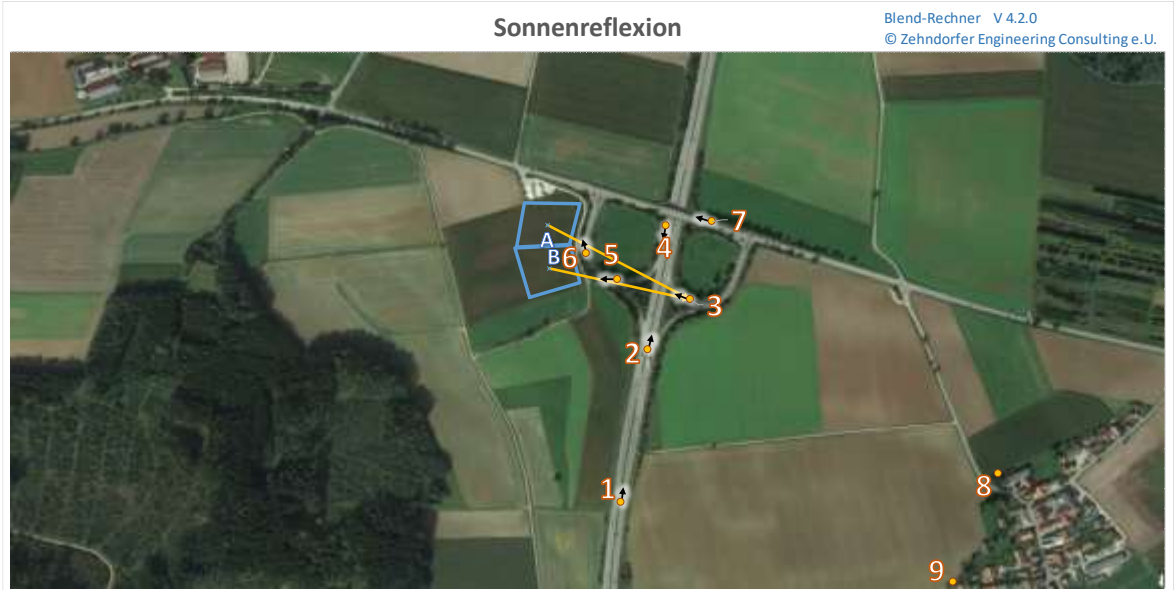 Sonnenreflexion
Blend-Rechner V 4.2.0
© Zehndorfer Engineering Consulting e.U.
7
A
4
B
6
5
3
2
1
8
9